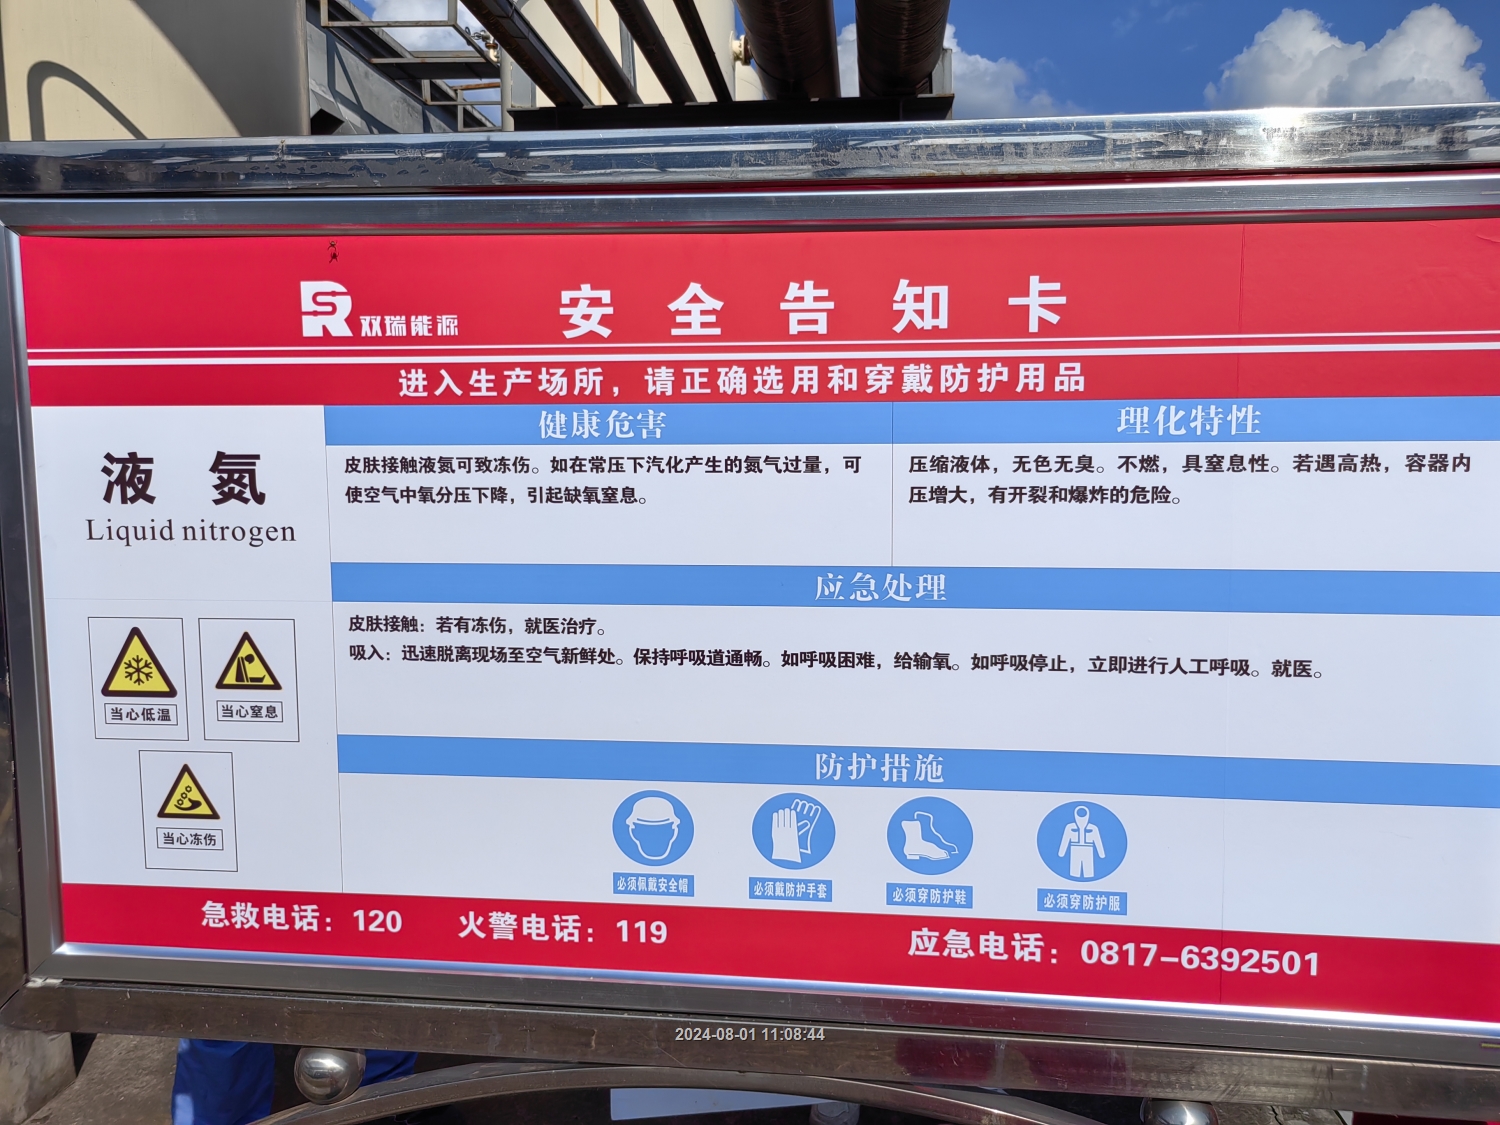 双瑞能源
安全告知卡
进入生产场所，请正确选用和穿戴防护用品
液 氮
Liquid nitrogen
当心低温
当心窒息
当心冻伤
健康危害
皮肤接触液氮可致冻伤。如在常压下汽化产生的氮气过量，可
使空气中氧分压下降，引起缺氧窒息。
理化特性
压缩液体，无色无臭。不燃，具窒息性。若遇高热，容器内
压增大，有开裂和爆炸的危险。
应急处理
皮肤接触：若有冻伤，就医治疗。
吸入：迅速脱离现场至空气新鲜处。保持呼吸道通畅。如呼吸困难，给输氧。如呼吸停止，立即进行人工呼吸。就医。
防护措施
必须佩戴安全帽
必须戴防护手套
必须穿防护鞋
必须穿防护服
急救电话：120 火警电话：119 应急电话：0817-6392501
2024-08-01 11:08:44